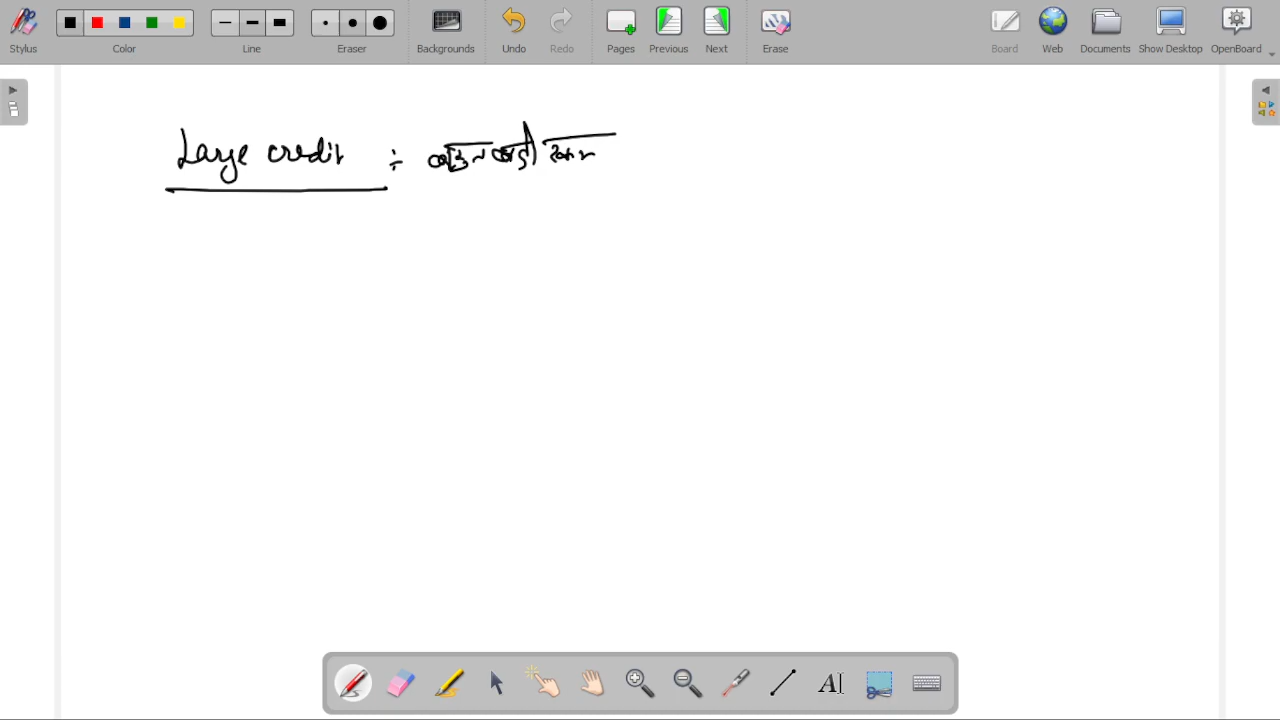 Stylus
Color
Line
Eraser
Backgrounds
Undo
Redo
Pages
Previous
Next
Erase
Board
Web
Documents
Show Desktop
OpenBoard
Large credit ÷